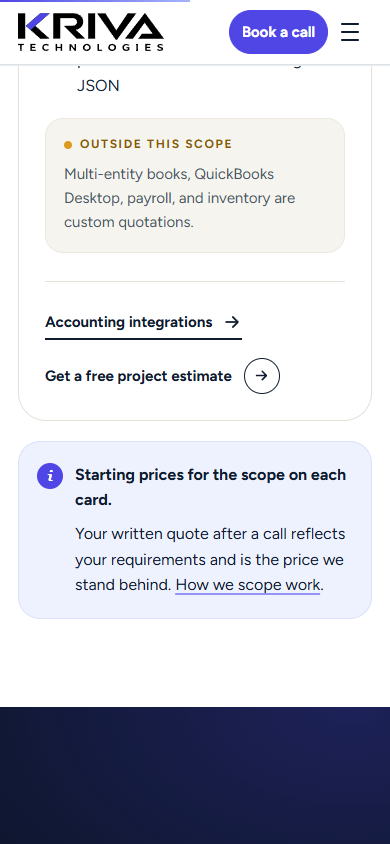 KRIVA
TECHNOLOGIES
Book a call
JSON
OUTSIDE THIS SCOPE
Multi-entity books, QuickBooks
Desktop, payroll, and inventory are
custom quotations.
Accounting integrations
Get a free project estimate
Starting prices for the scope on each
card.
Your written quote after a call reflects
your requirements and is the price we
stand behind. How we scope work.